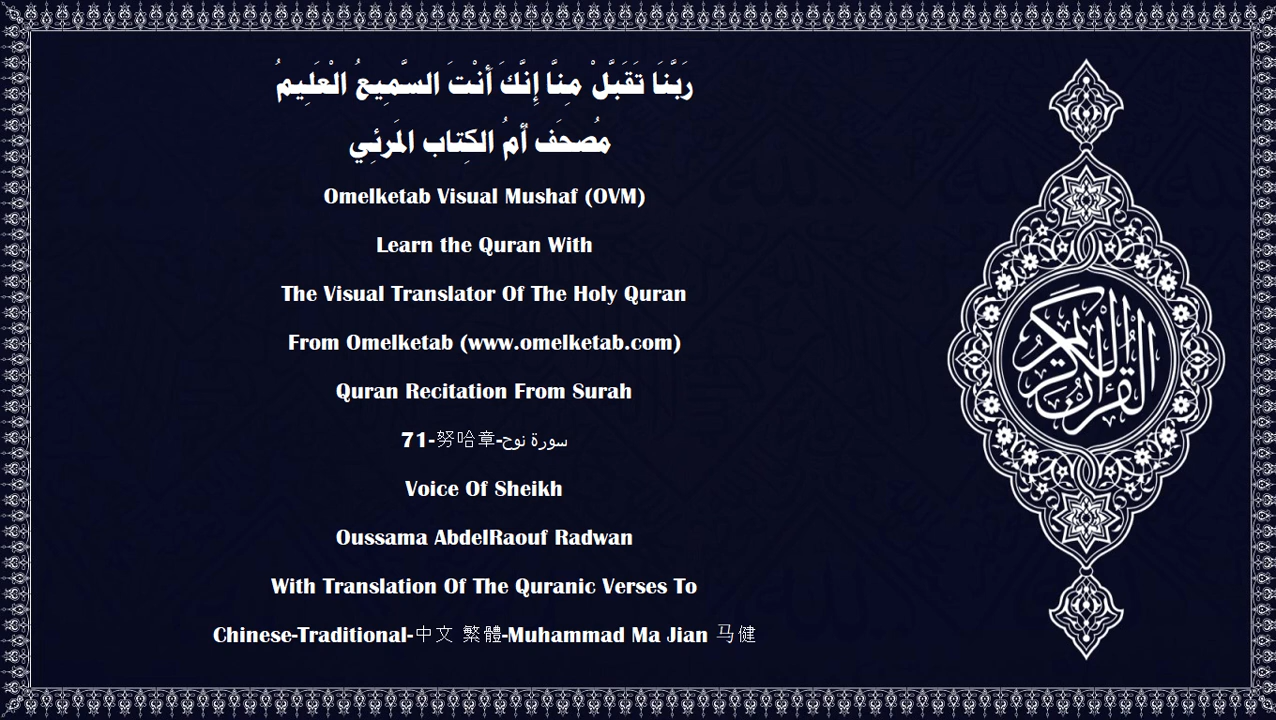 رَبَّنَا تَقَبَّلْ مِنَّا إِنَّكَ أَنْتَ السَّمِيعُ الْعَلِيمُ
مُصحَف أمُ الكِتاب المَرئِي
Omelketab Visual Mushaf (OVM)
Learn the Quran With
The Visual Translator Of The Holy Quran
From Omelketab (www.omelketab.com)
Quran Recitation From Surah
71-努哈章-سورة نوح
Voice Of Sheikh
Oussama AbdelRaouf Radwan
With Translation Of The Quranic Verses To
Chinese-Traditional-中文 繁體-Muhammad Ma Jian 马健
القرآن الكريم